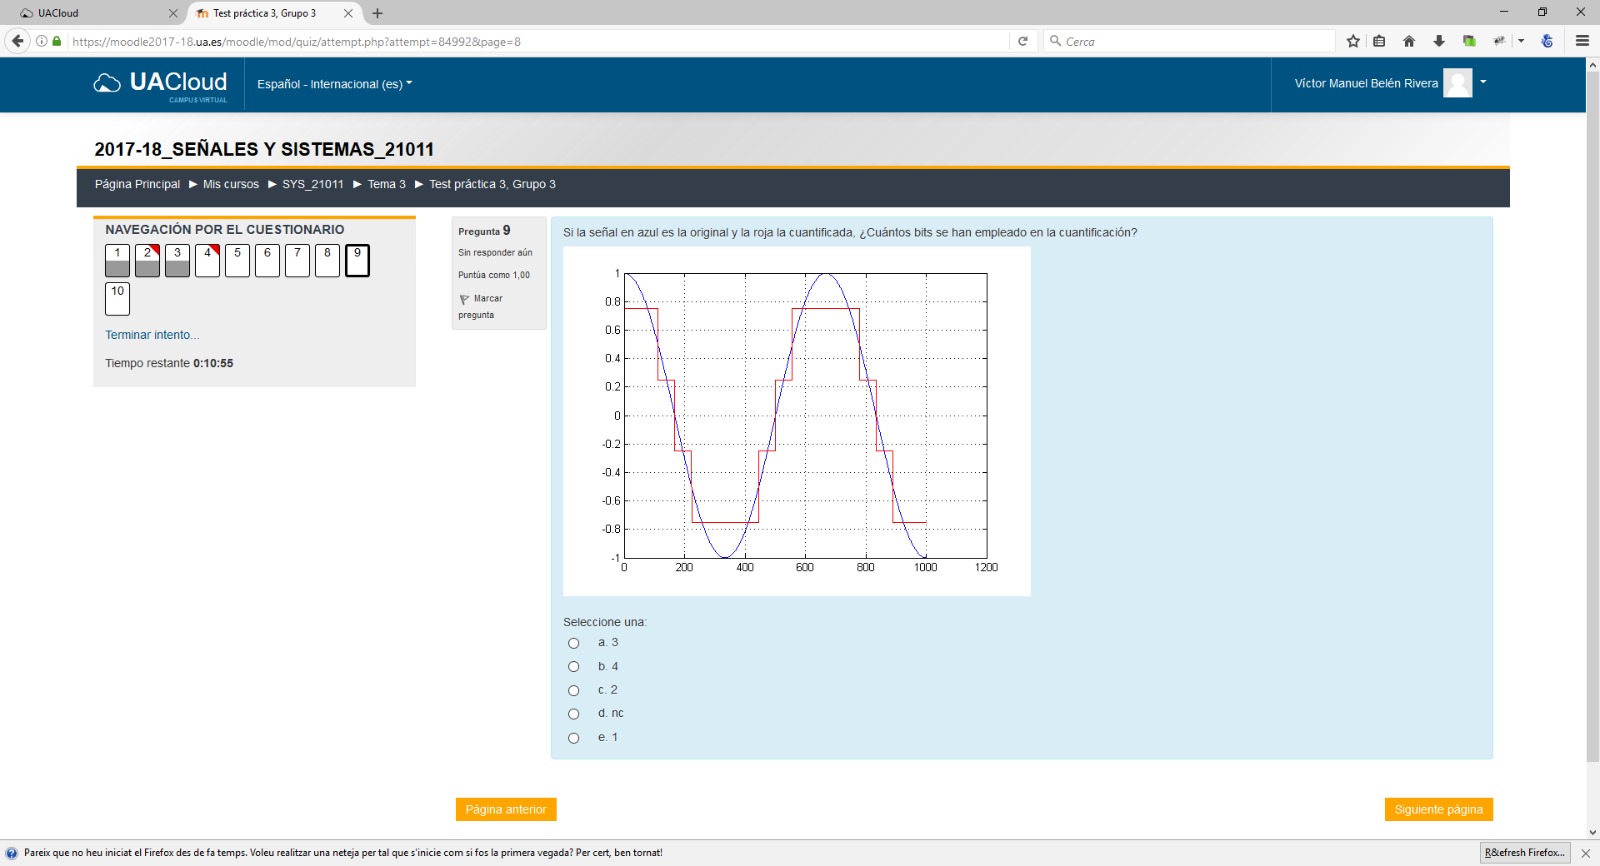 UACloud
Test práctica 3, Grupo 3
https://moodle2017-18.ua.es/moodle/mod/quiz/attempt.php?attempt=84992&page=8
Cerca
UACloud
CAMPUS VIRTUAL
Español - Internacional (es)
Víctor Manuel Belén Rivera
2017-18_SEÑALES Y SISTEMAS_21011
Página Principal ► Mis cursos ► SYS_21011 ► Tema 3 ► Test práctica 3, Grupo 3
NAVEGACIÓN POR EL CUESTIONARIO
1 2 3 4 5 6 7 8 9
10
Terminar intento...
Tiempo restante 0:10:55
Pregunta 9
Sin responder aún
Puntúa como 1,00
Marcar
pregunta
Si la señal en azul es la original y la roja la cuantificada, ¿Cuántos bits se han empleado en la cuantificación?
1
0.8
0.6
0.4
0.2
0
-0.2
-0.4
-0.6
-0.8
-1
0 200 400 600 800 1000 1200
Seleccione una:
a. 3
b. 4
c. 2
d. nc
e. 1
Página anterior
Siguiente página
Pareix que no heu iniciat el Firefox des de fa temps. Voleu realitzar una neteja per tal que s'inicie com si fos la primera vegada? Per cert, ben tornat!
R&efresh Firefox...